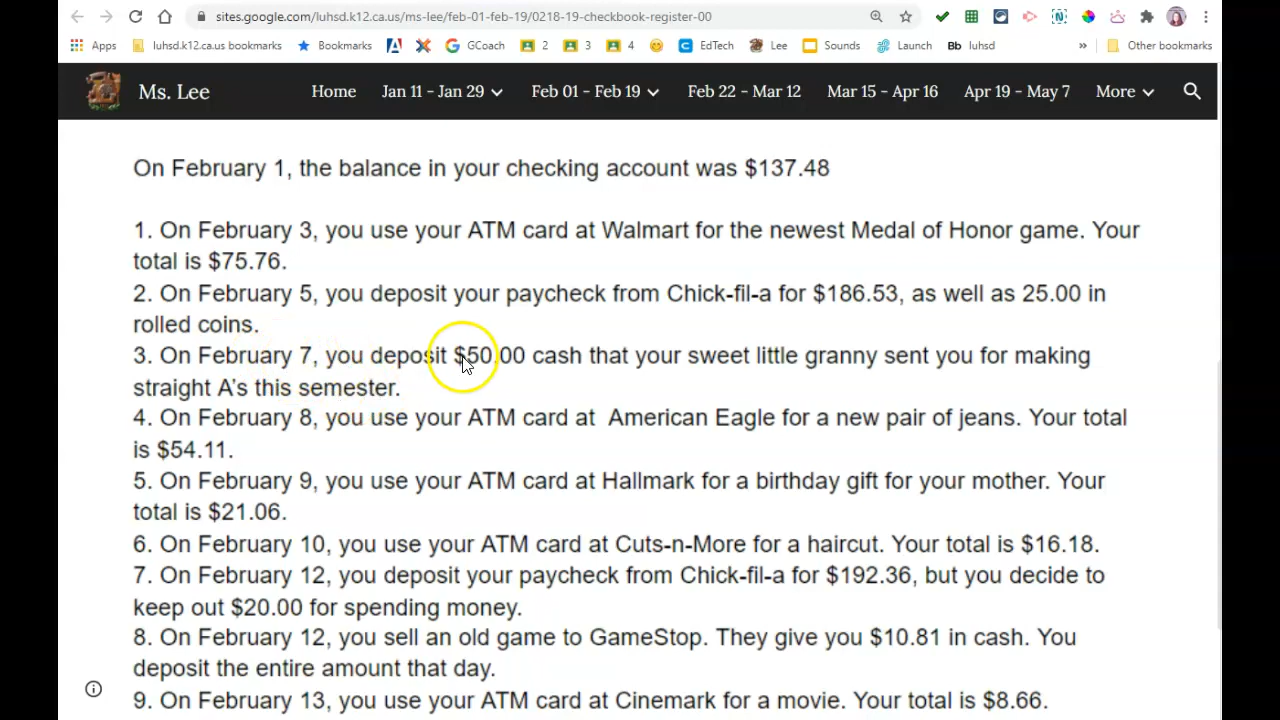 sites.google.com/luhsd.k12.ca.us/ms-lee/feb-01-feb-19/0218-19-checkbook-register-00
Apps luhsd.k12.ca.us bookmarks Bookmarks GCoach 2 3 4 EdTech Lee Sounds Launch Bb luhsd » Other bookmarks
Ms. Lee Home Jan 11 - Jan 29 Feb 01 - Feb 19 Feb 22 - Mar 12 Mar 15 - Apr 16 Apr 19 - May 7 More
On February 1, the balance in your checking account was $137.48
1. On February 3, you use your ATM card at Walmart for the newest Medal of Honor game. Your
total is $75.76.
2. On February 5, you deposit your paycheck from Chick-fil-a for $186.53, as well as 25.00 in
rolled coins.
3. On February 7, you deposit $50.00 cash that your sweet little granny sent you for making
straight A's this semester.
4. On February 8, you use your ATM card at American Eagle for a new pair of jeans. Your total
is $54.11.
5. On February 9, you use your ATM card at Hallmark for a birthday gift for your mother. Your
total is $21.06.
6. On February 10, you use your ATM card at Cuts-n-More for a haircut. Your total is $16.18.
7. On February 12, you deposit your paycheck from Chick-fil-a for $192.36, but you decide to
keep out $20.00 for spending money.
8. On February 12, you sell an old game to GameStop. They give you $10.81 in cash. You
deposit the entire amount that day.
9. On February 13, you use your ATM card at Cinemark for a movie. Your total is $8.66.